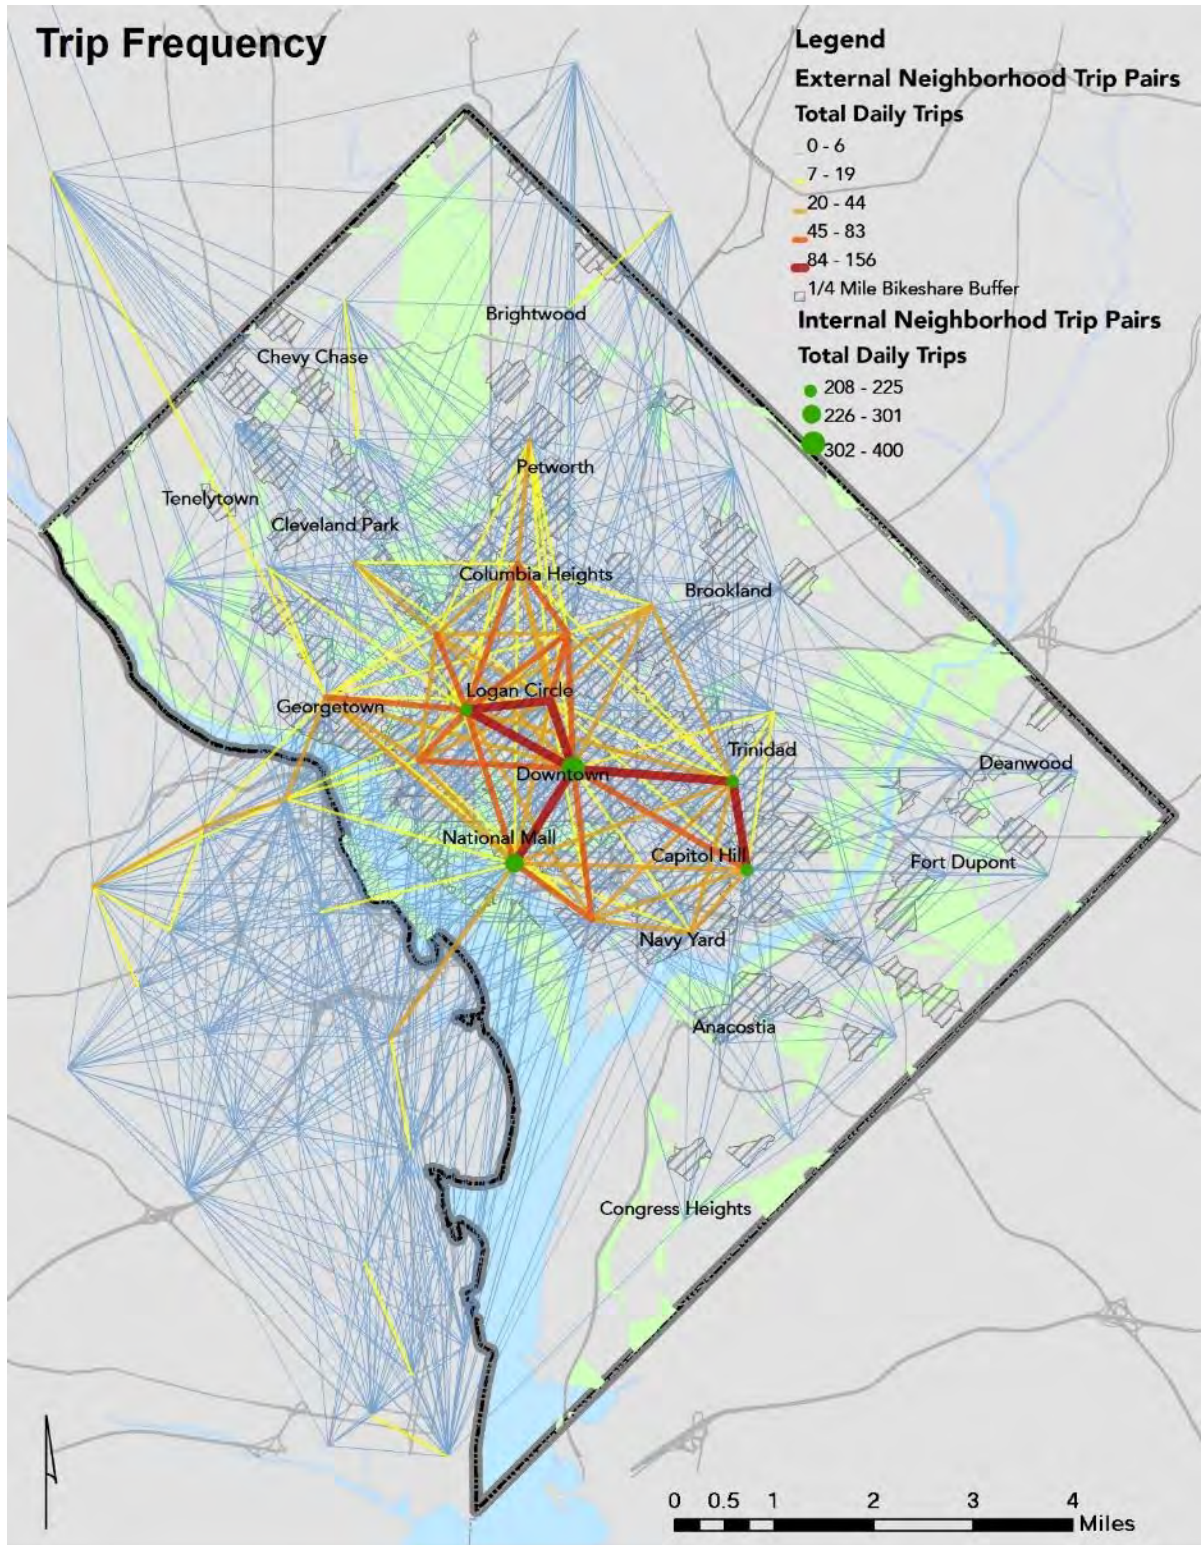 Trip Frequency
Legend
External Neighborhood Trip Pairs
Total Daily Trips
0 - 6
7 - 19
20 - 44
45 - 83
84 - 156
1/4 Mile Bikeshare Buffer
Internal Neighborhod Trip Pairs
Total Daily Trips
208 - 225
226 - 301
302 - 400
Brightwood
Chevy Chase
Petworth
Tenelytown
Cleveland Park
Columbia Heights
Brookland
Logan Circle
Georgetown
Trinidad
Deanwood
Downtown
National Mall
Capitol Hill
Fort Dupont
Navy Yard
Anacostia
Congress Heights
0 0.5 1 2 3 4
Miles